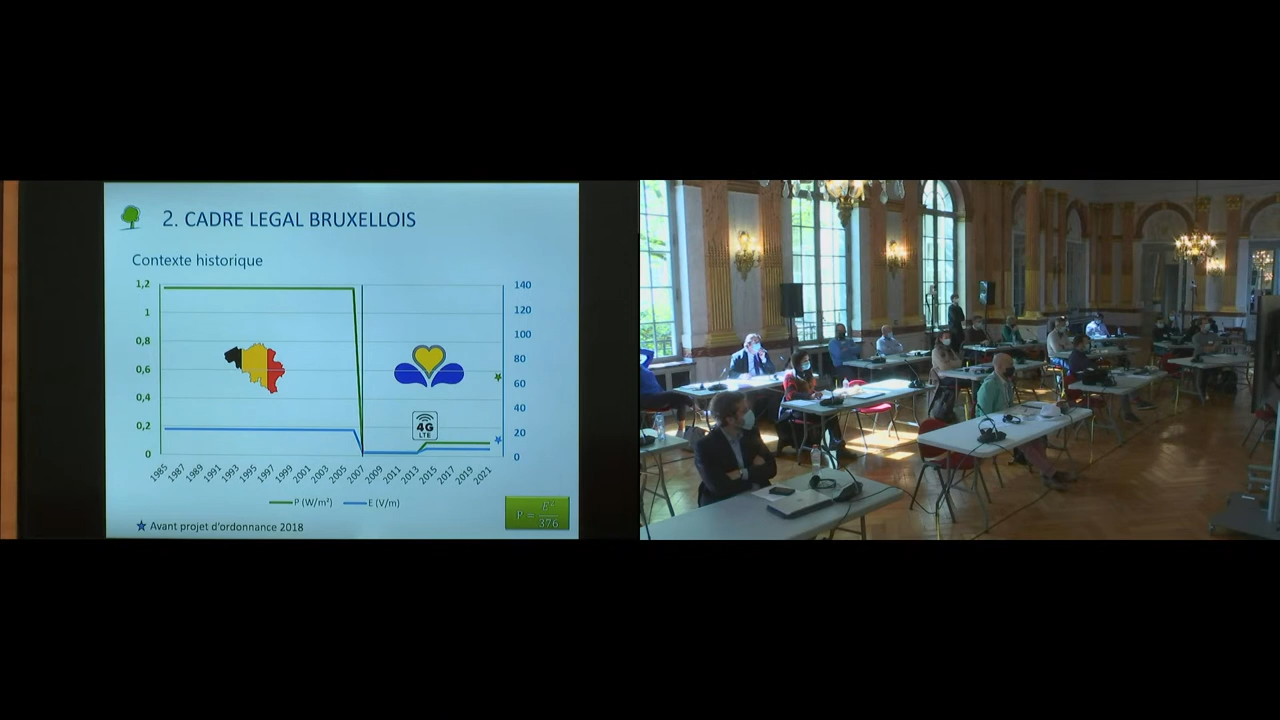 2. CADRE LEGAL BRUXELLOIS
Contexte historique
1,2
1
0,8
0,6
0,4
0,2
0
140
120
100
80
60
40
20
0
4G
LTE
1985 1987 1989 1991 1993 1995 1997 1999 2001 2003 2005 2007 2009 2011 2013 2015 2017 2019 2021
P (W/m²) E (V/m)
P = E²/376
Avant projet d'ordonnance 2018